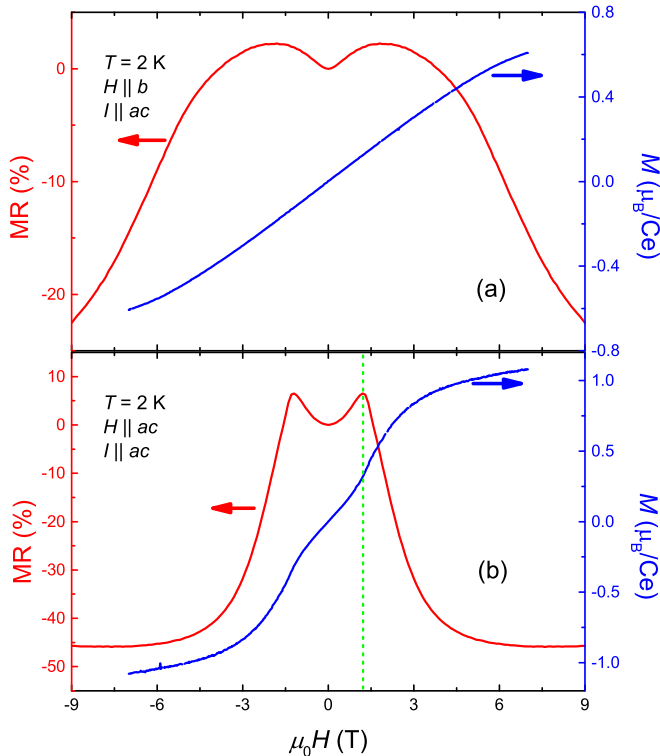 0.8
0
T = 2 K
H || b
I || ac
0.4
-10
MR (%)
0.0
M (μB/Ce)
-20
-0.4
(a)
-0.8
10
T = 2 K
H || ac
I || ac
1.0
0
0.5
-10
-20
MR (%)
0.0
M (μB/Ce)
-30
-0.5
(b)
-40
-50
-1.0
-9 -6 -3 0 3 6 9
μ0H (T)